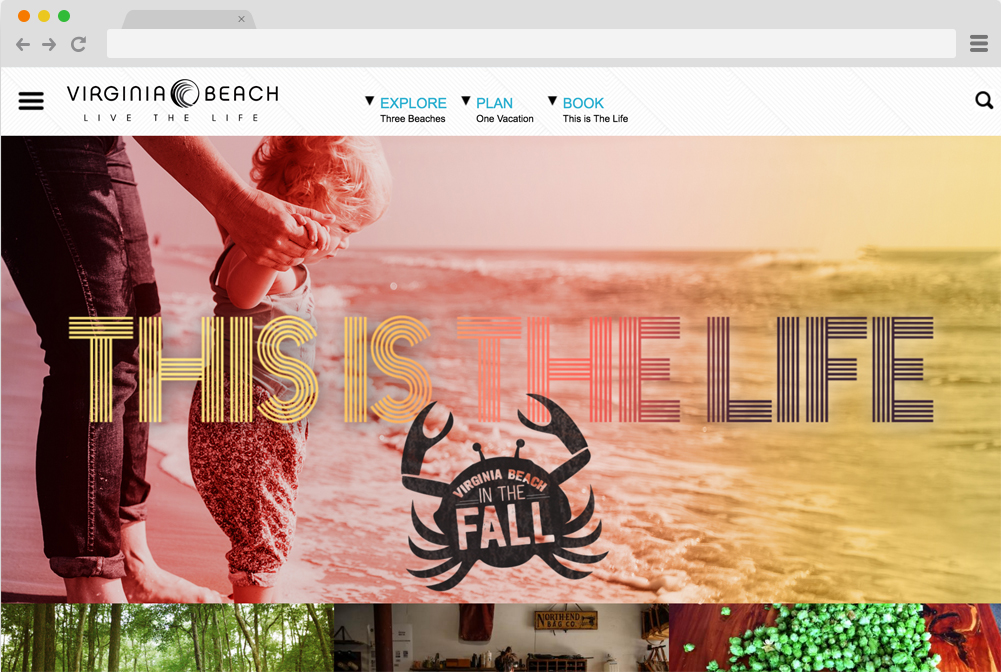 VIRGINIA BEACH
LIVE THE LIFE
EXPLORE
Three Beaches
PLAN
One Vacation
BOOK
This is The Life
THIS IS THE LIFE
VIRGINIA BEACH
IN THE
FALL
NORTHEND
BAG CO.